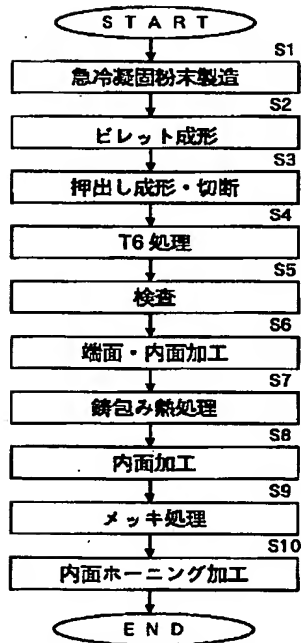 START
S1
急冷凝固粉末製造
S2
ビレット成形
S3
押出し成形・切断
S4
T6処理
S5
検査
S6
端面・内面加工
S7
鋳包み熱処理
S8
内面加工
S9
メッキ処理
S10
内面ホーニング加工
END